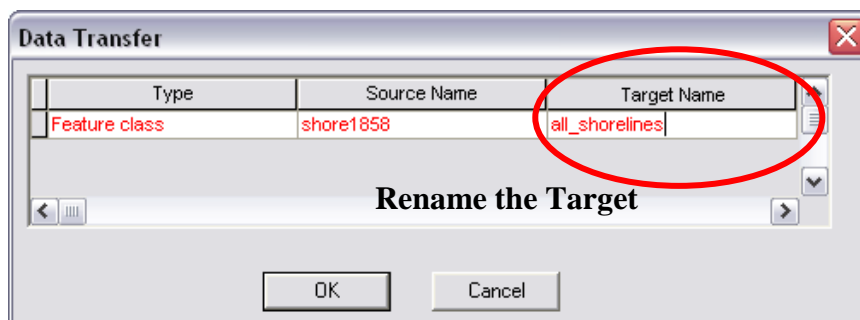 Data Transfer
Type Source Name Target Name
Feature class shore1858 all_shorelines
Rename the Target
OK Cancel